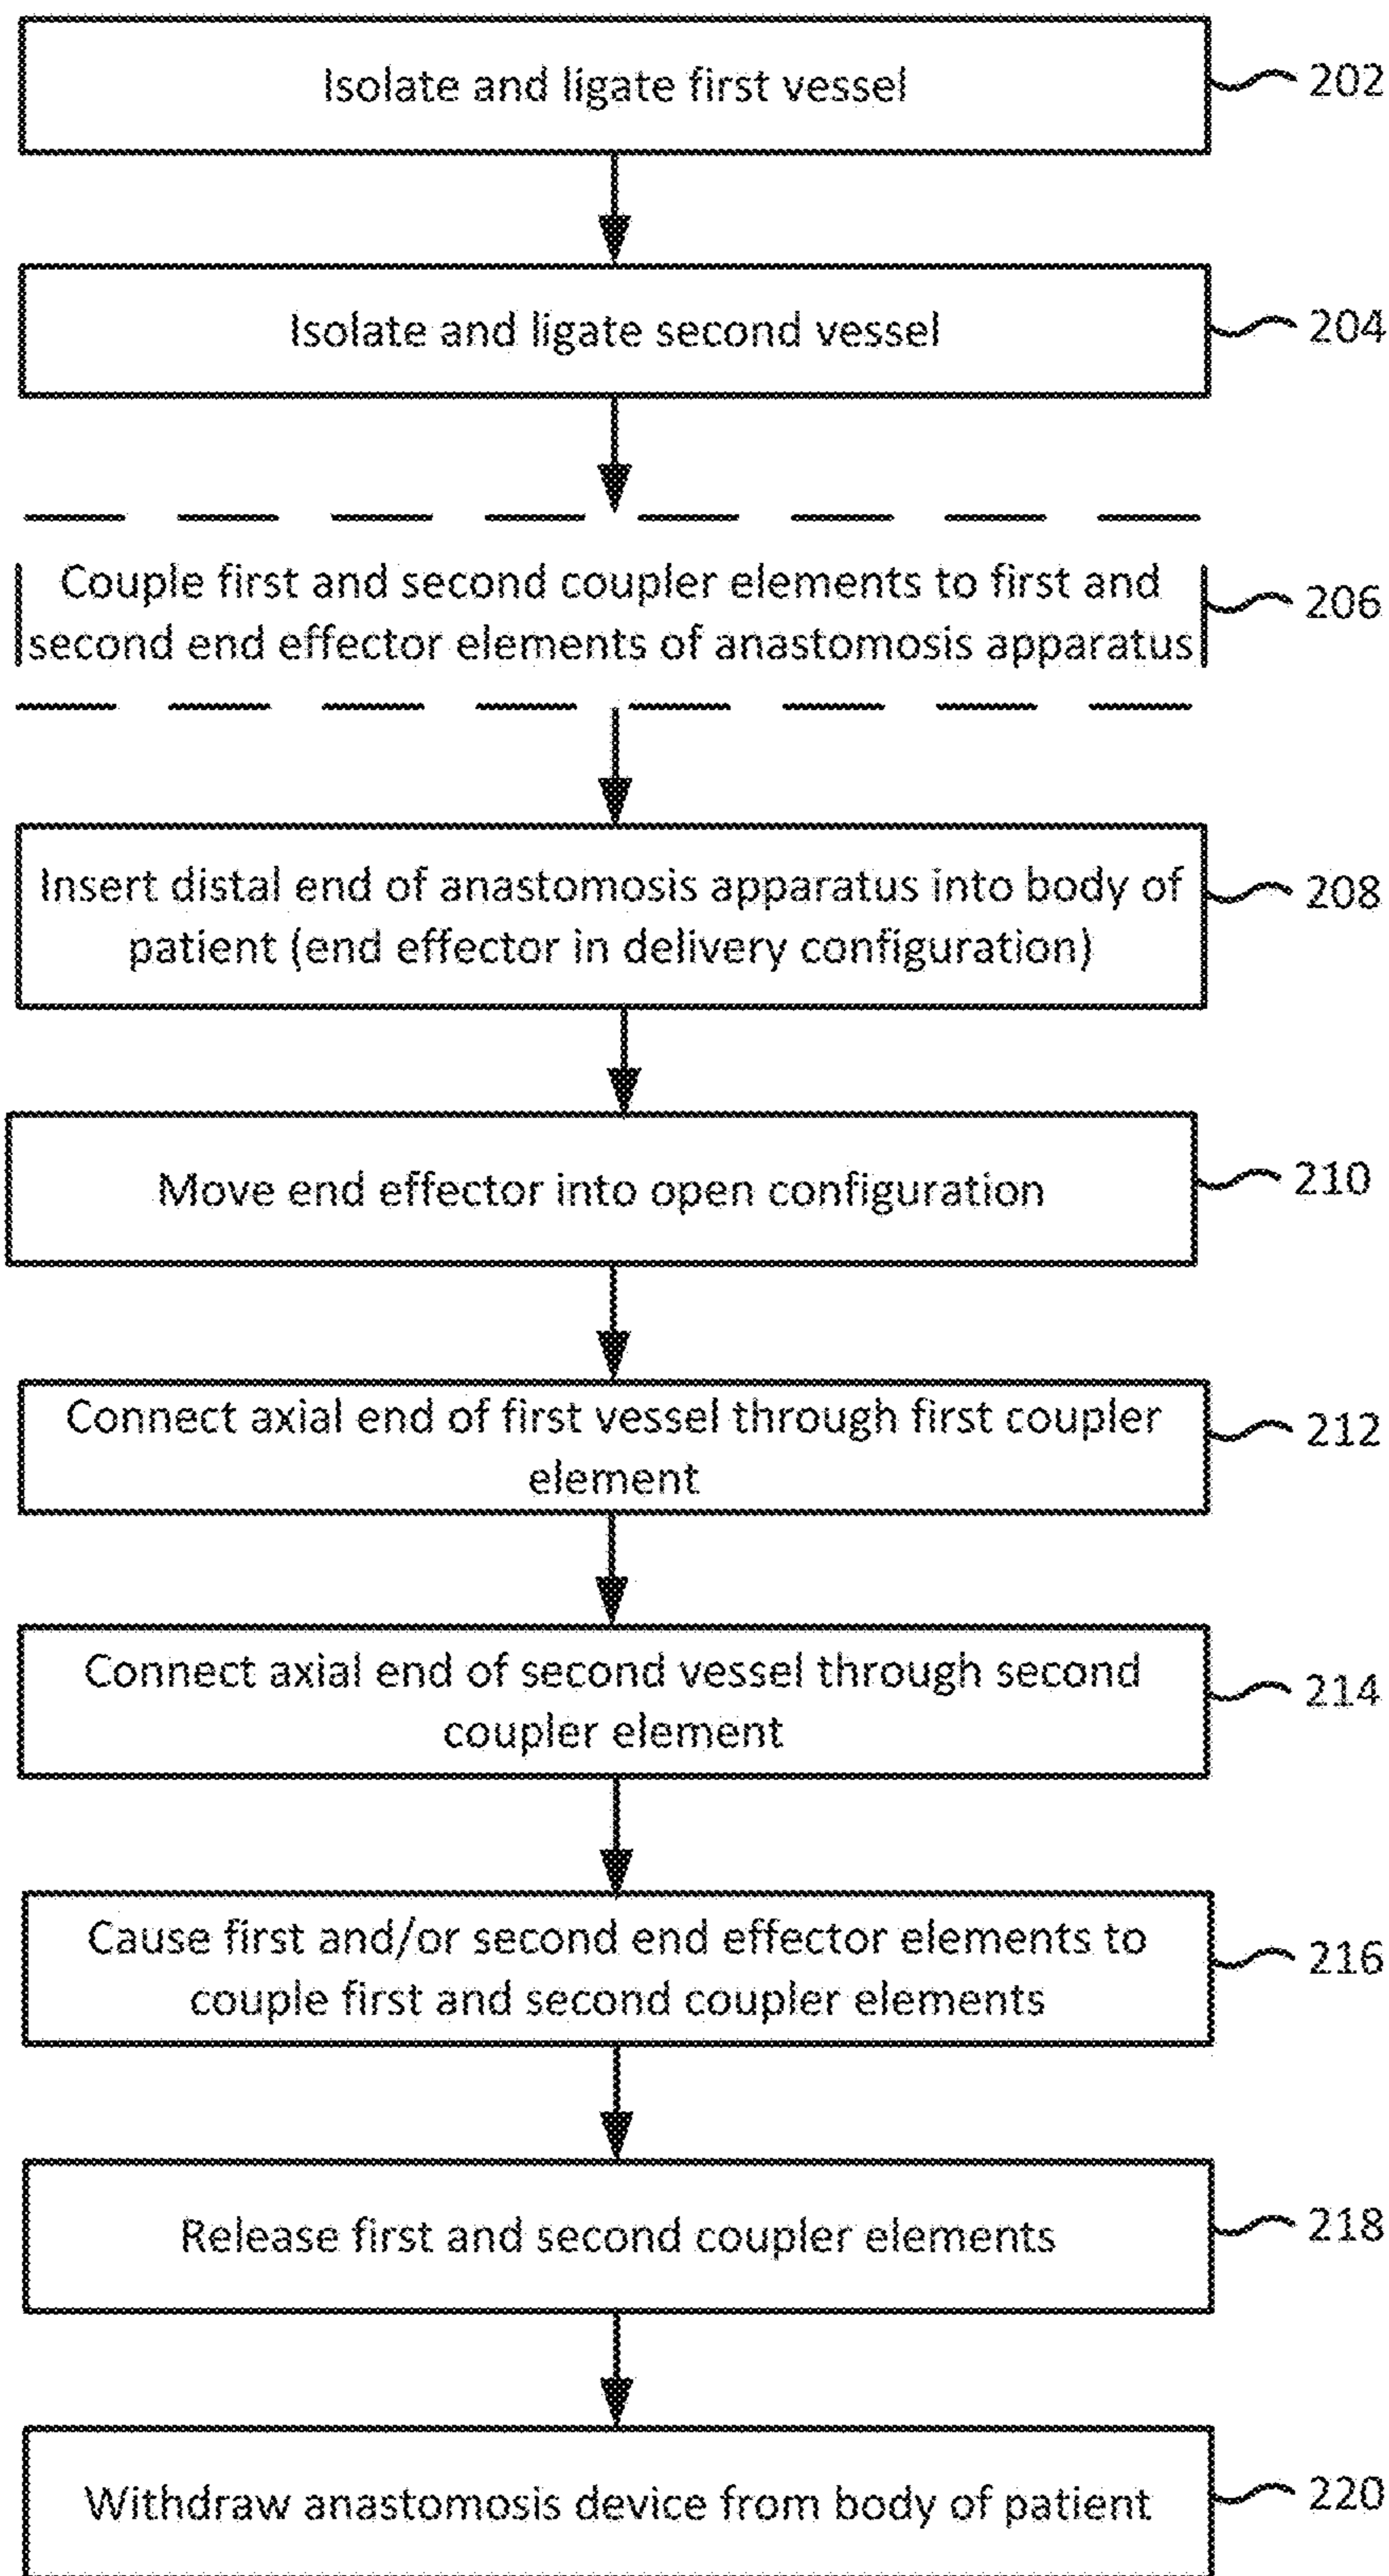 Isolate and ligate first vessel
202
Isolate and ligate second vessel
204
Couple first and second coupler elements to first and
second end effector elements of anastomosis apparatus
206
Insert distal end of anastomosis apparatus into body of
patient (end effector in delivery configuration)
208
Move end effector into open configuration
210
Connect axial end of first vessel through first coupler
element
212
Connect axial end of second vessel through second
coupler element
214
Cause first and/or second end effector elements to
couple first and second coupler elements
216
Release first and second coupler elements
218
Withdraw anastomosis device from body of patient
220